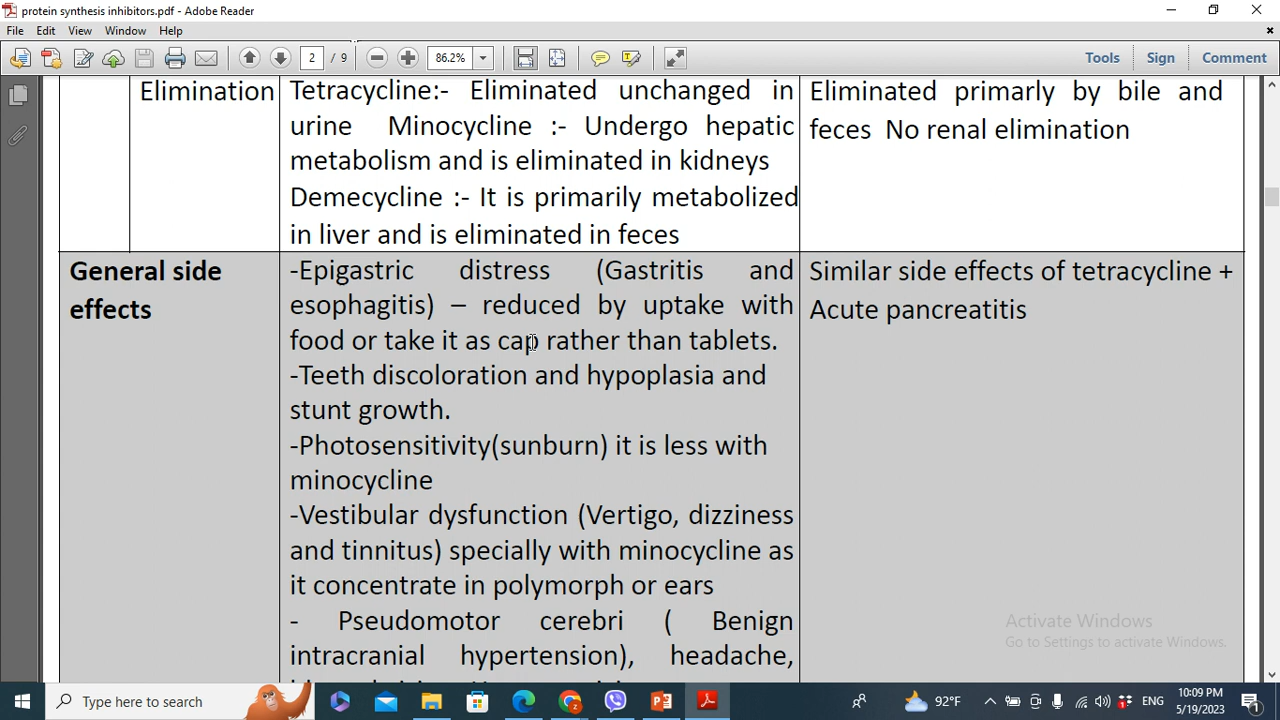 protein synthesis inhibitors.pdf - Adobe Reader
File Edit View Window Help
2 / 9 86.2% Tools Sign Comment
Elimination
Tetracycline:- Eliminated unchanged in
urine Minocycline :- Undergo hepatic
metabolism and is eliminated in kidneys
Demecycline :- It is primarily metabolized
in liver and is eliminated in feces
Eliminated primarly by bile and
feces No renal elimination
General side
effects
-Epigastric distress (Gastritis and
esophagitis) – reduced by uptake with
food or take it as cap rather than tablets.
-Teeth discoloration and hypoplasia and
stunt growth.
-Photosensitivity(sunburn) it is less with
minocycline
-Vestibular dysfunction (Vertigo, dizziness
and tinnitus) specially with minocycline as
it concentrate in polymorph or ears
- Pseudomotor cerebri ( Benign
intracranial hypertension), headache,
Similar side effects of tetracycline +
Acute pancreatitis
Activate Windows
Go to Settings to activate Windows.
Type here to search
92°F ENG
10:09 PM
5/19/2023
1